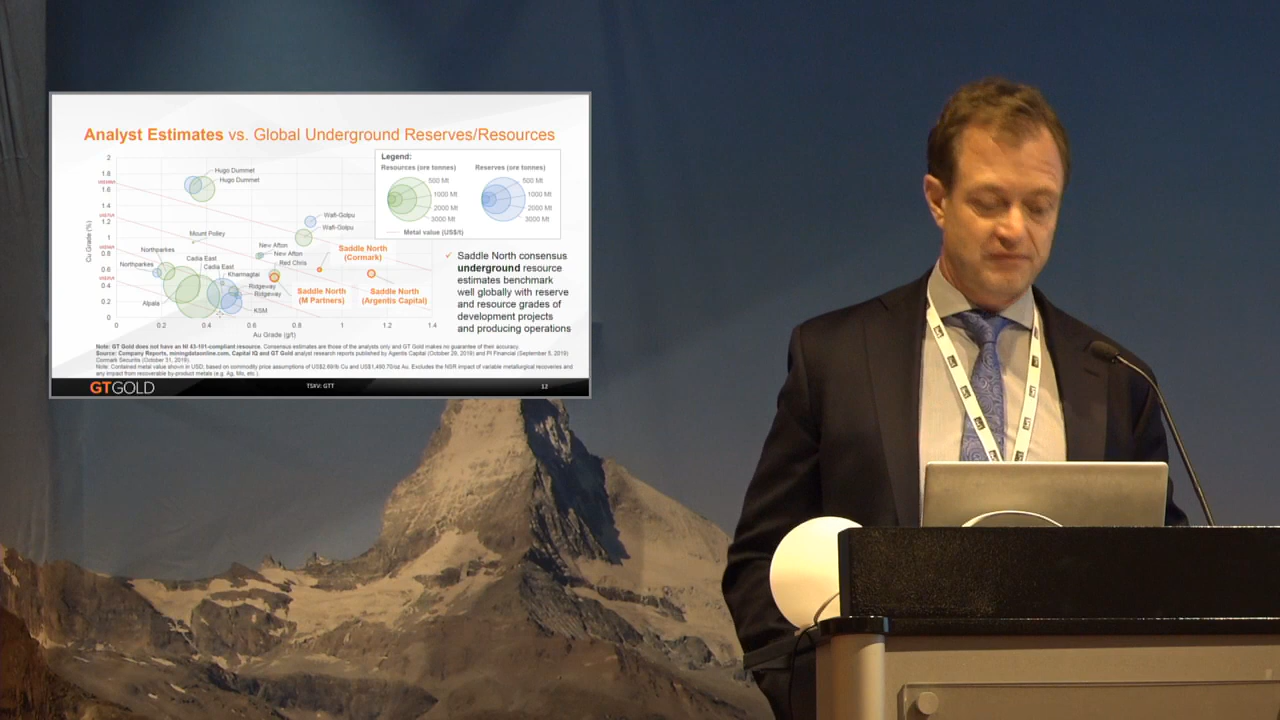 Analyst Estimates vs. Global Underground Reserves/Resources
Legend:
Resources (ore tonnes)
Reserves (ore tonnes)
500 Mt
1000 Mt
2000 Mt
3000 Mt
500 Mt
1000 Mt
2000 Mt
3000 Mt
Metal value (US$/t)
Cu Grade (%)
2
1.8
1.6
1.4
1.2
1
0.8
0.6
0.4
0.2
0
Hugo Dummet
Hugo Dummet
Wafi-Golpu
Wafi-Golpu
Mount Polley
New Afton
New Afton
Northparkes
Northparkes
Cadia East
Cadia East
Red Chris
Kharmagtai
Ridgeway
Ridgeway
Alpala
KSM
Saddle North
(Cormark)
Saddle North
(M Partners)
Saddle North
(Argentis Capital)
0
0.2
0.4
0.6
0.8
1
1.2
1.4
Au Grade (g/t)
✓ Saddle North consensus
underground resource
estimates benchmark
well globally with reserve
and resource grades of
development projects
and producing operations
Note: GT Gold does not have an NI 43-101-compliant resource. Consensus estimates are those of the analysts only and GT Gold makes no guarantee of their accuracy.
Source: Company Reports, miningdataonline.com, Capital IQ and GT Gold analyst research reports published by Agentis Capital (October 29, 2019) and PI Financial (September 5, 2019)
Cormark Securities (October 31, 2019).
Note: Contained metal value shown in USD, based on commodity price assumptions of US$2.69/lb Cu and US$1,490.70/oz Au. Excludes the NSR impact of variable metallurgical recoveries and
any impact from recoverable by-product metals (e.g. Ag, Mo, etc.)
GTGOLD
TSXV: GTT
12